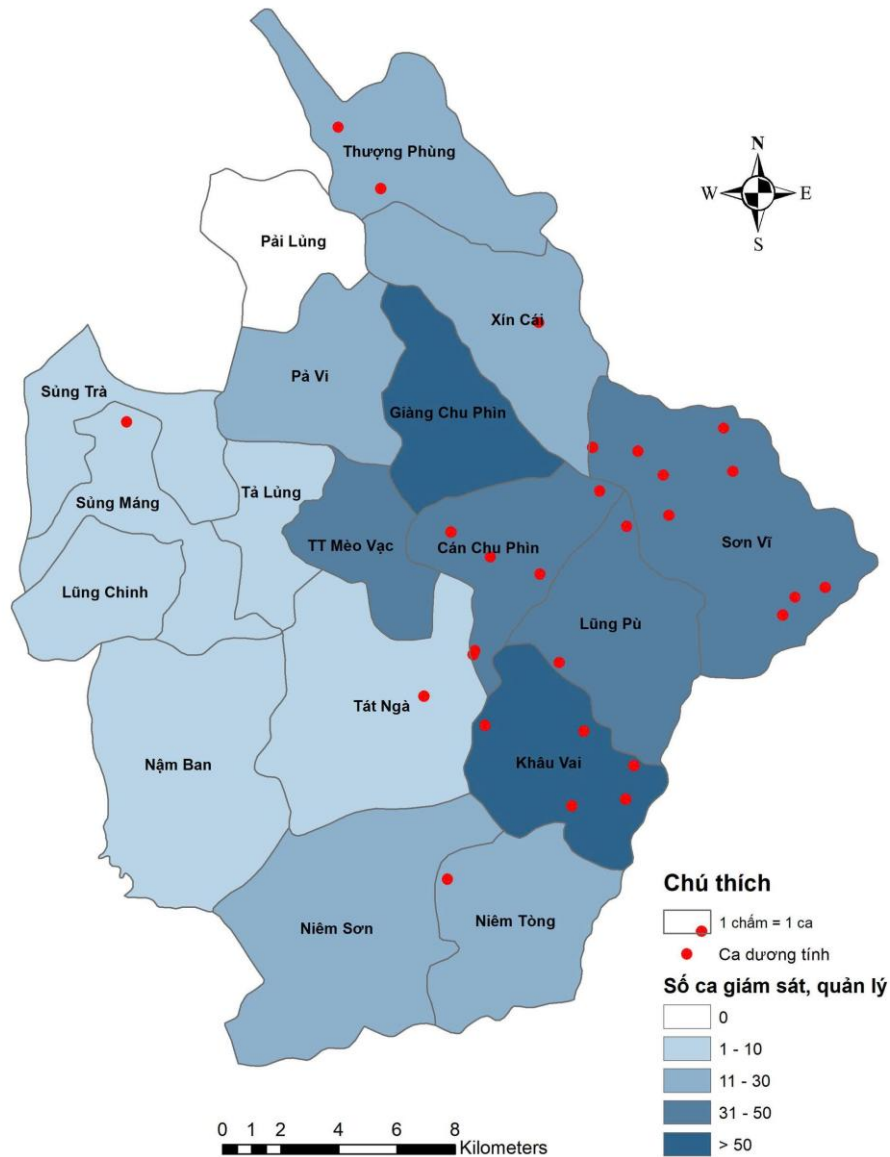 Thượng Phùng
N
W
E
S
Pải Lủng
Xín Cái
Pả Vi
Sủng Trà
Giàng Chu Phìn
Tả Lủng
Sủng Máng
TT Mèo Vạc
Cán Chu Phìn
Sơn Vĩ
Lũng Chinh
Lũng Pù
Tát Ngà
Nậm Ban
Khâu Vai
Niêm Sơn
Niêm Tòng
Chú thích
1 chấm = 1 ca
Ca dương tính
Số ca giám sát, quản lý
0
1 - 10
11 - 30
31 - 50
> 50
0 1 2 4 6 8
Kilometers